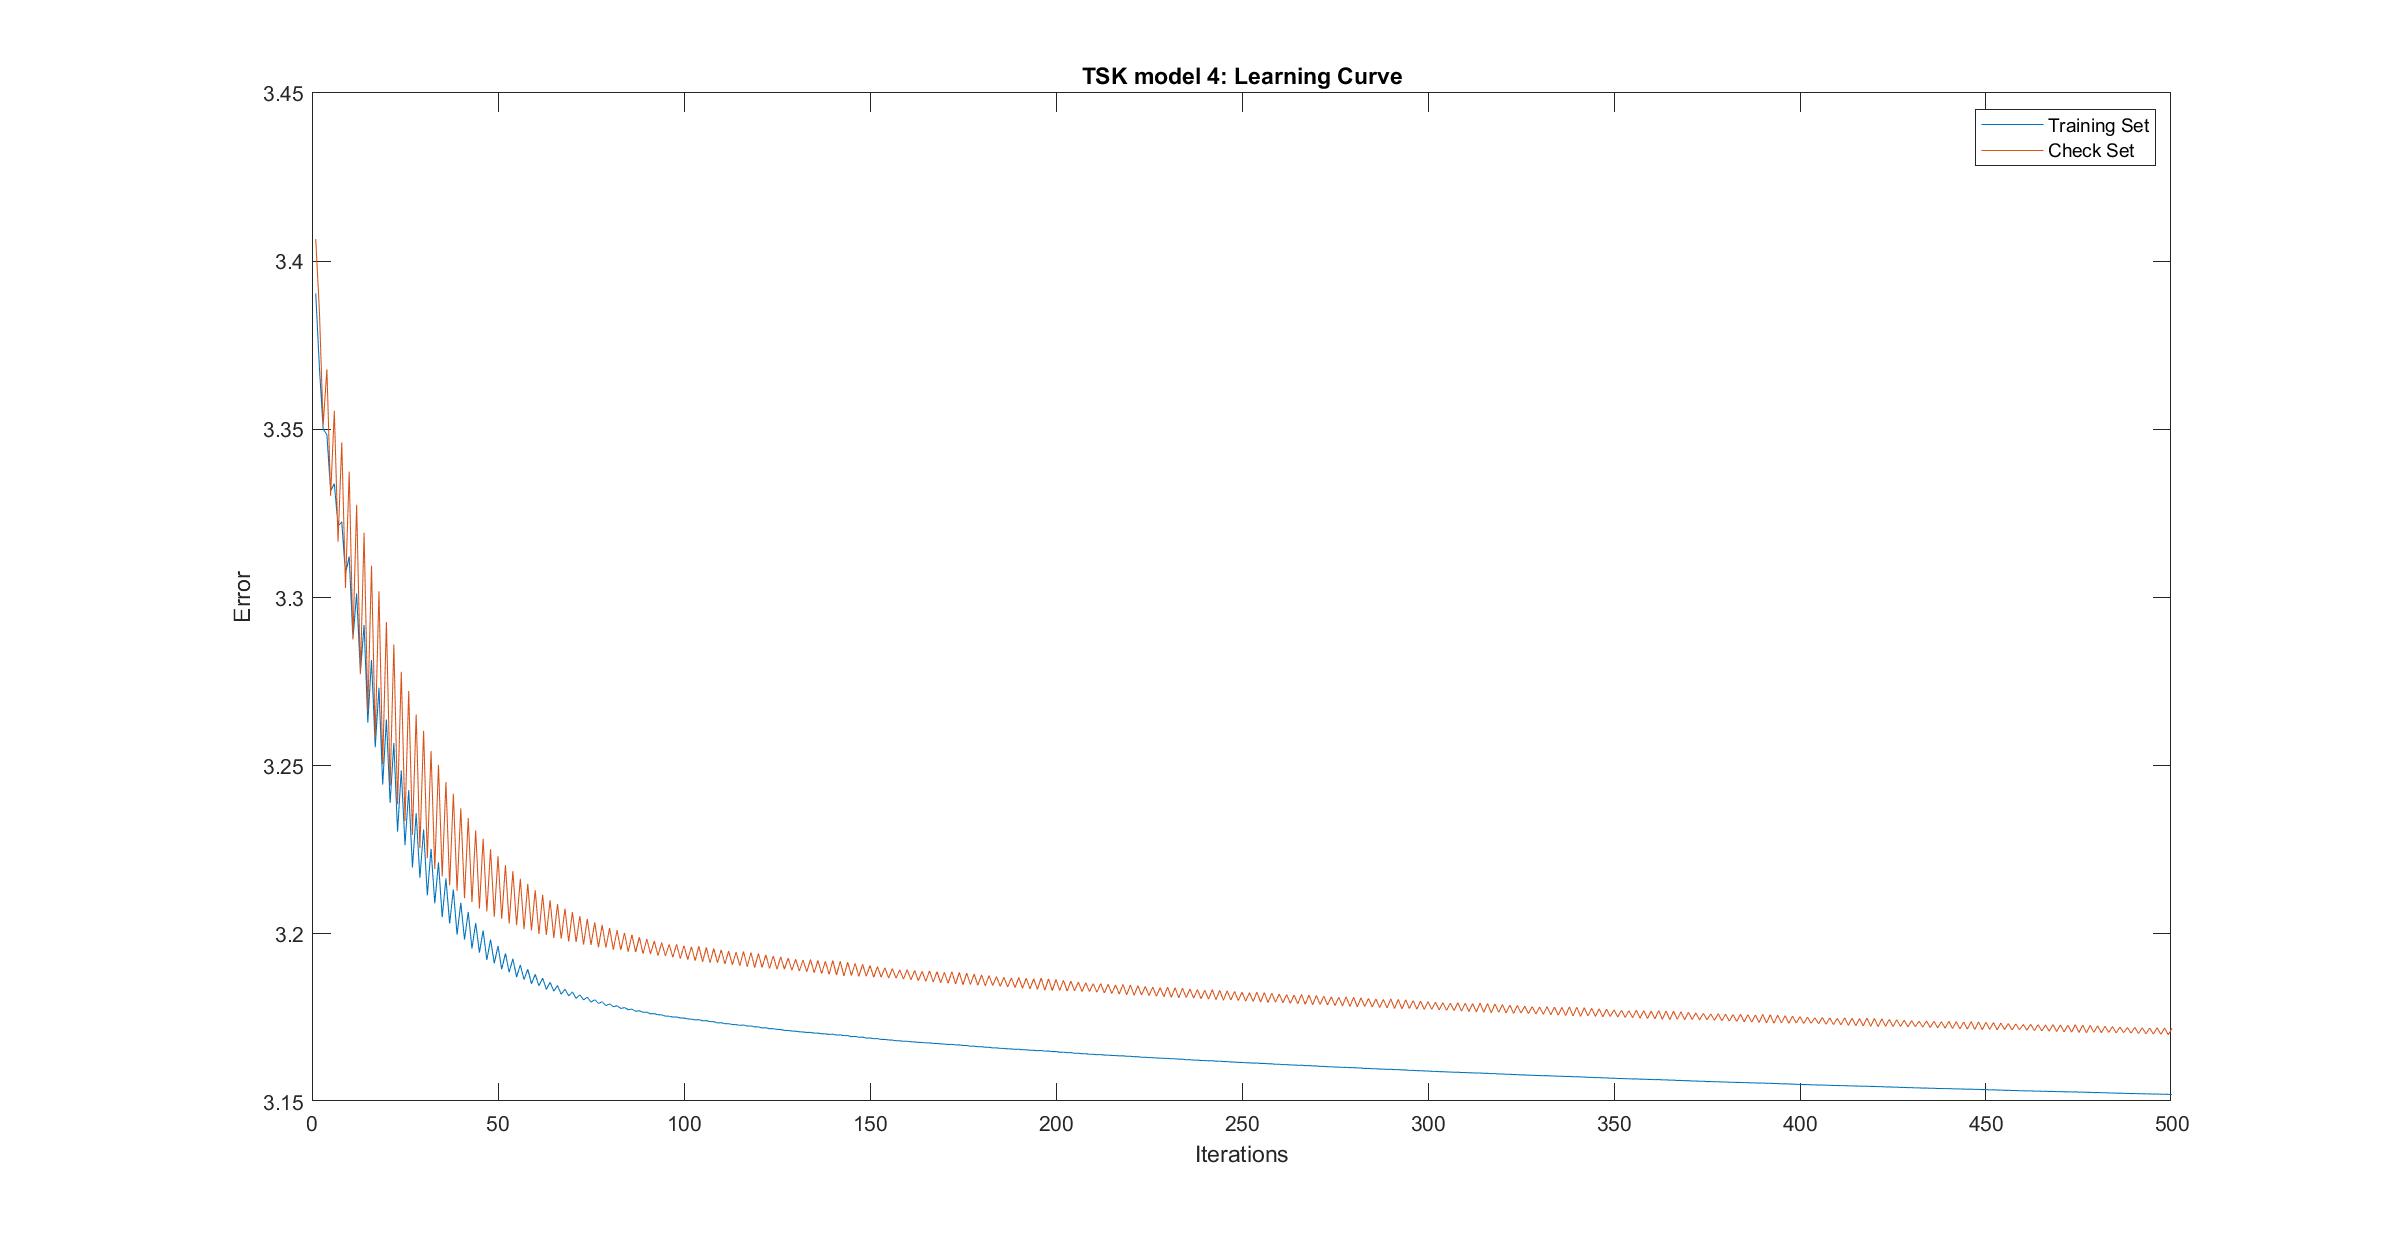 TSK model 4: Learning Curve
3.45
3.4
3.35
3.3
3.25
3.2
3.15
Error
Training Set
Check Set
0 50 100 150 200 250 300 350 400 450 500
Iterations